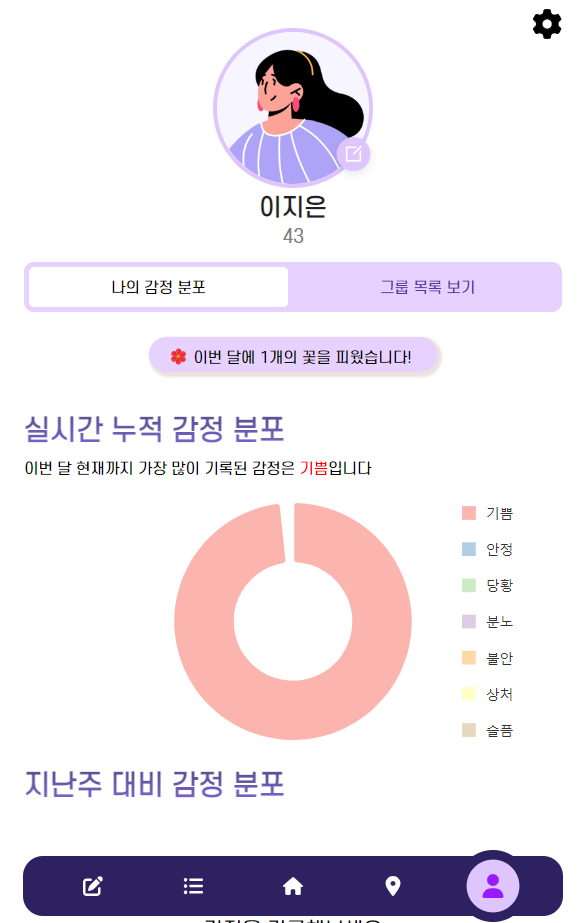 이지은
43
나의 감정 분포
그룹 목록 보기
이번 달에 1개의 꽃을 피웠습니다!
실시간 누적 감정 분포
이번 달 현재까지 가장 많이 기록된 감정은 기쁨입니다
기쁨
안정
당황
분노
불안
상처
슬픔
지난주 대비 감정 분포